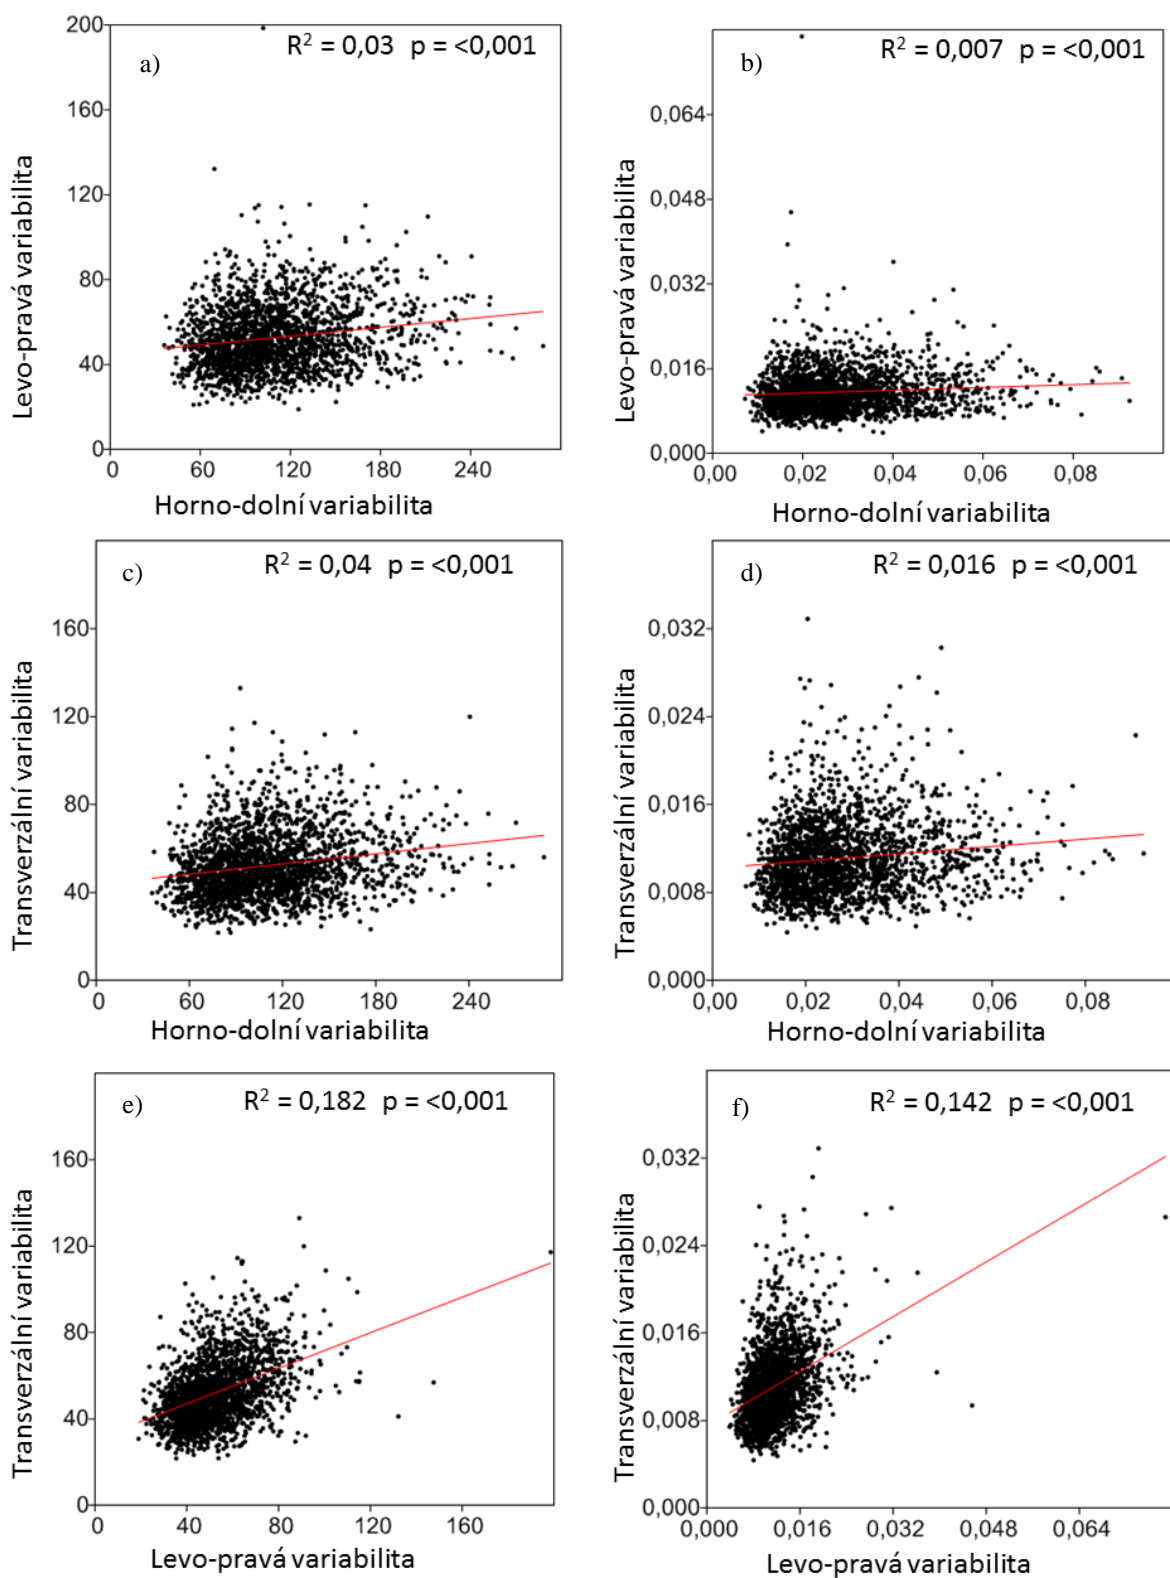 R² = 0,03 p = <0,001
a)
200
160
120
80
40
0
Levo-pravá variabilita
0 60 120 180 240
Horno-dolní variabilita
R² = 0,007 p = <0,001
b)
0,064
0,048
0,032
0,016
0,000
Levo-pravá variabilita
0,00 0,02 0,04 0,06 0,08
Horno-dolní variabilita
R² = 0,04 p = <0,001
c)
160
120
80
40
0
Transverzální variabilita
0 60 120 180 240
Horno-dolní variabilita
R² = 0,016 p = <0,001
d)
0,032
0,024
0,016
0,008
0,000
Transverzální variabilita
0,00 0,02 0,04 0,06 0,08
Horno-dolní variabilita
R² = 0,182 p = <0,001
e)
160
120
80
40
0
Transverzální variabilita
0 40 80 120 160
Levo-pravá variabilita
R² = 0,142 p = <0,001
f)
0,032
0,024
0,016
0,008
0,000
Transverzální variabilita
0,000 0,016 0,032 0,048 0,064
Levo-pravá variabilita